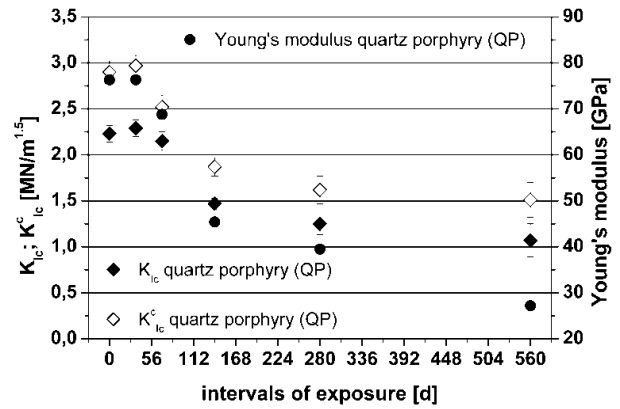 3,5
3,0
2,5
2,0
1,5
1,0
0,5
0,0
K_Ic; K^c_Ic [MN/m^1.5]
Young's modulus quartz porphyry (QP)
K_Ic quartz porphyry (QP)
K^c_Ic quartz porphyry (QP)
90
80
70
60
50
40
30
20
Young's modulus [GPa]
0 56 112 168 224 280 336 392 448 504 560
intervals of exposure [d]